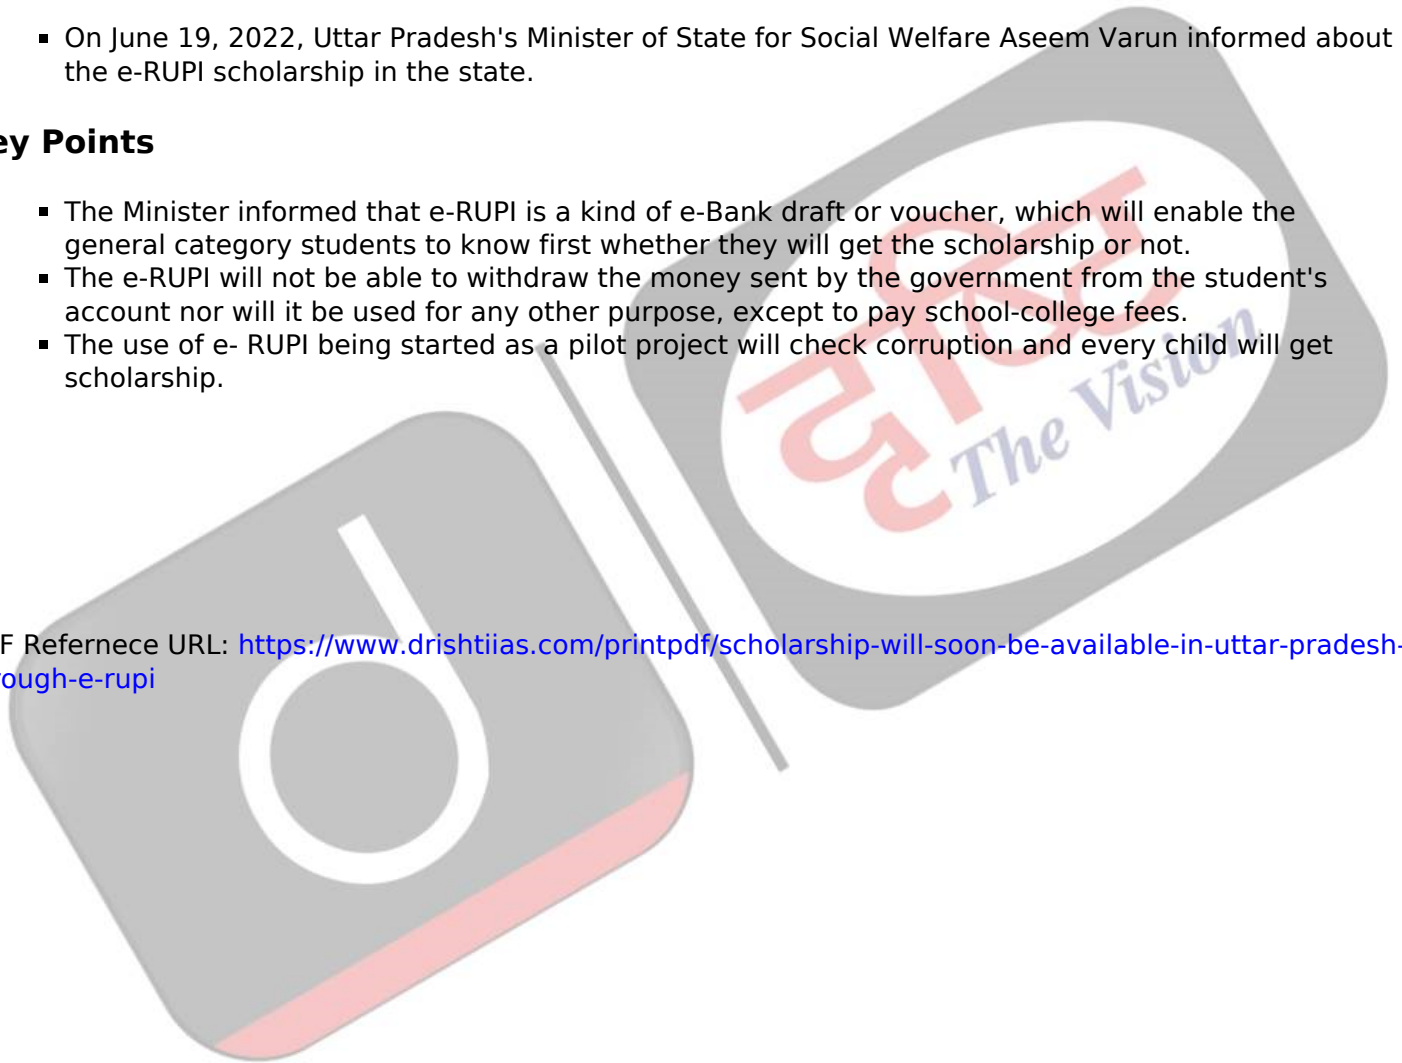 ▪ On June 19, 2022, Uttar Pradesh's Minister of State for Social Welfare Aseem Varun informed about
the e-RUPI scholarship in the state.
ey Points
▪ The Minister informed that e-RUPI is a kind of e-Bank draft or voucher, which will enable the
general category students to know first whether they will get the scholarship or not.
▪ The e-RUPI will not be able to withdraw the money sent by the government from the student's
account nor will it be used for any other purpose, except to pay school-college fees.
▪ The use of e- RUPI being started as a pilot project will check corruption and every child will get
scholarship.
दृष्टि
The Vision
d
F Refernece URL: https://www.drishtiias.com/printpdf/scholarship-will-soon-be-available-in-uttar-pradesh-
rough-e-rupi